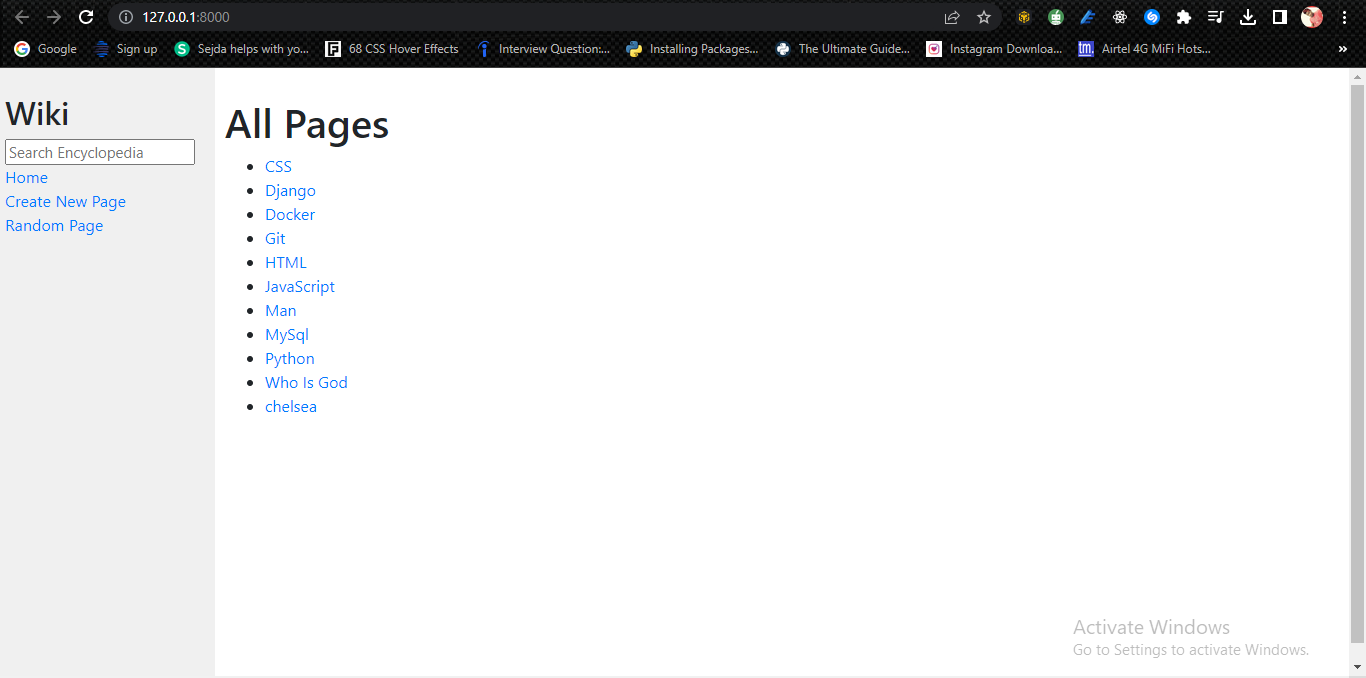 127.0.0.1:8000
Google Sign up Sejda helps with yo... 68 CSS Hover Effects Interview Question:... Installing Packages... The Ultimate Guide... Instagram Downloa... Airtel 4G MiFi Hots... »
Wiki
Search Encyclopedia
Home
Create New Page
Random Page
All Pages
CSS
Django
Docker
Git
HTML
JavaScript
Man
MySql
Python
Who Is God
chelsea
Activate Windows
Go to Settings to activate Windows.